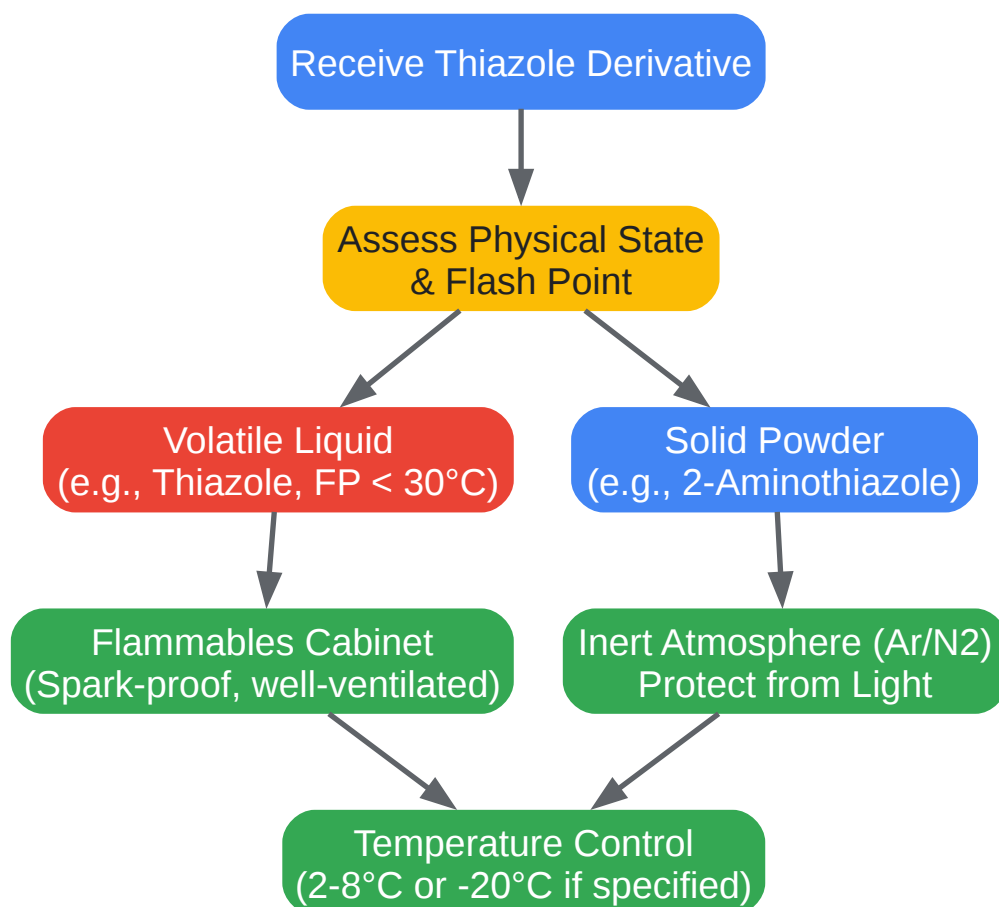 Receive Thiazole Derivative
Assess Physical State
& Flash Point
Volatile Liquid
(e.g., Thiazole, FP < 30°C)
Solid Powder
(e.g., 2-Aminothiazole)
Flammables Cabinet
(Spark-proof, well-ventilated)
Inert Atmosphere (Ar/N2)
Protect from Light
Temperature Control
(2-8°C or -20°C if specified)